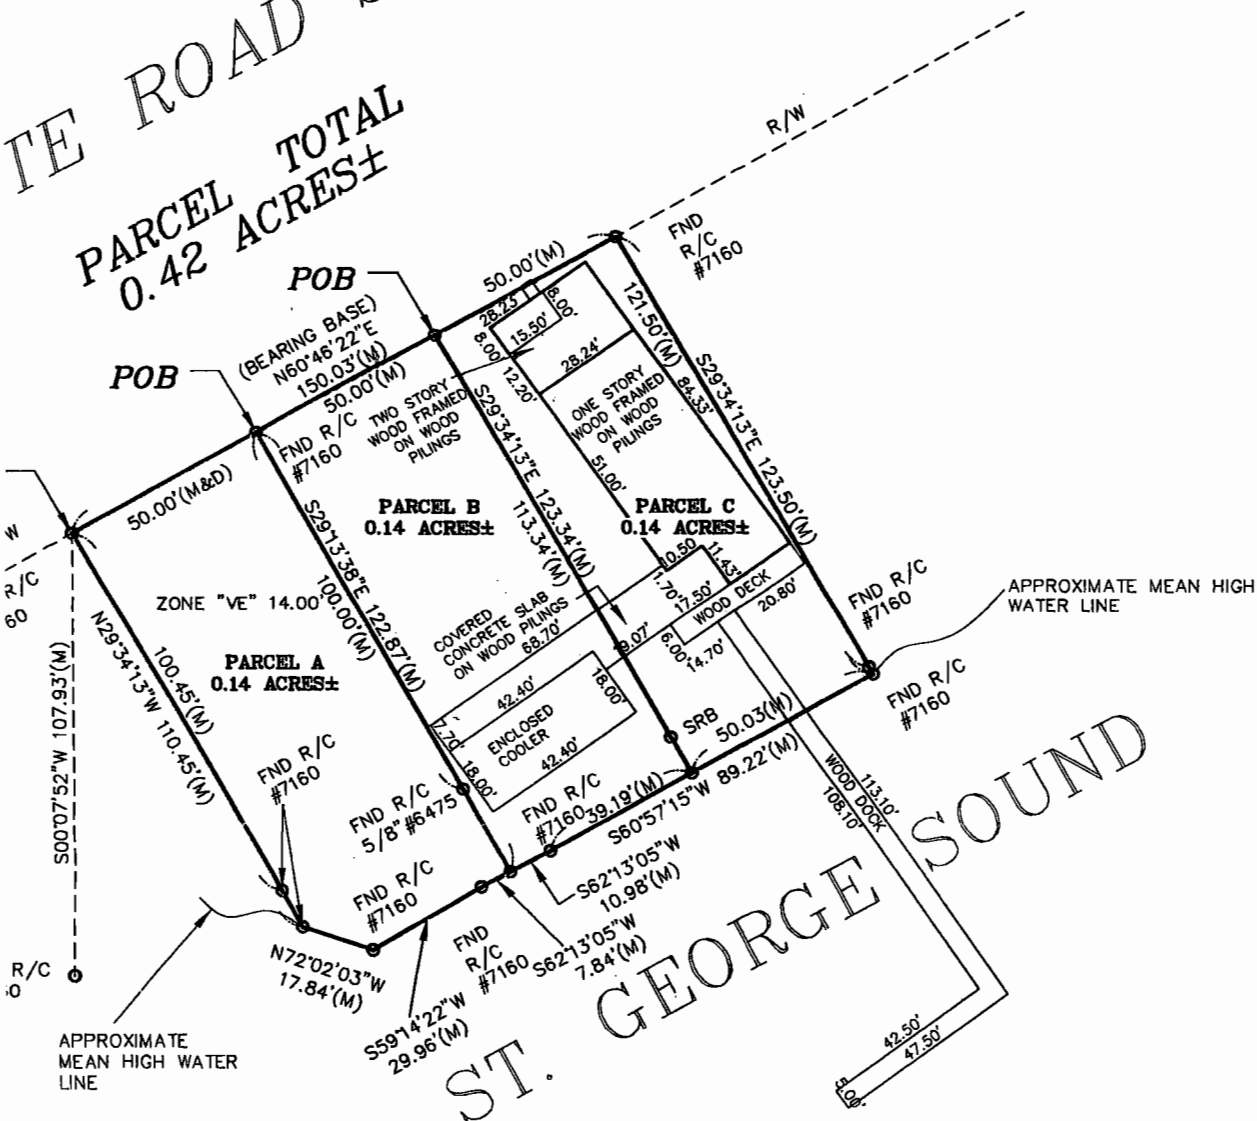 TE ROAD
PARCEL TOTAL
0.42 ACRES±
R/W
FND
R/C
#7160
50.00'(M)
POB
(BEARING BASE)
N60°46'22"E
150.03'(M)
50.00'(M)
POB
28.25'
8.00'
15.50'
8.00'
12.20'
28.24'
121.50'(M)
84.33'
S29°34'13"E 123.50'(M)
TWO STORY
WOOD FRAMED
ON WOOD
PILINGS
ONE STORY
WOOD FRAMED
ON WOOD
PILINGS
51.00'
FND R/C
#7160
50.00'(M&D)
W
R/C
60
S29°34'13"E 123.34'(M)
113.34'(M)
PARCEL B
0.14 ACRES±
PARCEL C
0.14 ACRES±
S29°13'38"E 122.87'(M)
100.00'(M)
10.50
11.43'
1.70'
17.50'
WOOD DECK
20.80'
9.07'
6.00'
14.70'
FND R/C
#7160
APPROXIMATE MEAN HIGH
WATER LINE
ZONE "VE" 14.00'
COVERED
CONCRETE SLAB
ON WOOD PILINGS
68.70'
PARCEL A
0.14 ACRES±
N29°34'13"W 110.45'(M)
100.45'(M)
S00°07'52"W 107.93'(M)
42.40'
18.00'
ENCLOSED
COOLER
42.40'
7.70'
18.00'
SRB
50.03'(M)
FND R/C
#7160
FND R/C
#7160
FND R/C
5/8" #6475
FND R/C
#7160
39.19'(M)
S60°57'15"W 89.22'(M)
WOOD DOCK
113.10'
108.10'
FND R/C
#7160
S62°13'05"W
10.98'(M)
FND
R/C
#7160
S62°13'05"W
7.84'(M)
N72°02'03"W
17.84'(M)
R/C
S59°14'22"W
29.96'(M)
APPROXIMATE
MEAN HIGH WATER
LINE
ST. GEORGE SOUND
42.50'
47.50'
5.00'